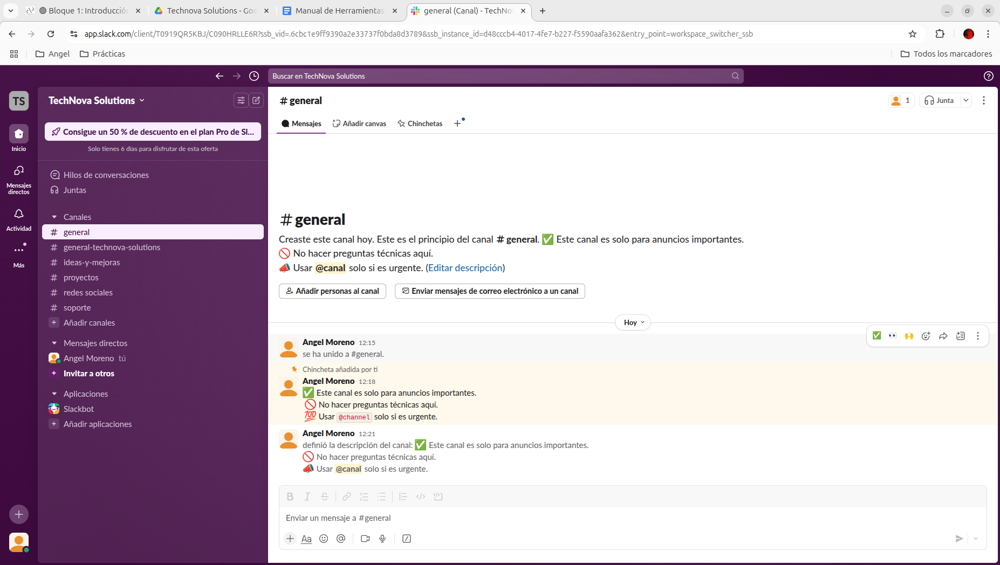 Bloque 1: Introducción
Technova Solutions - Goo
Manual de Herramientas
general (Canal) - TechNov
app.slack.com/client/T0919QR5KBJ/C090HRLLE6R?ssb_vid=.6cbc1e9ff9390a2e33737f0bda8d3789&ssb_instance_id=d48cccb4-4017-4fe7-b227-f5590aafa362&entry_point=workspace_switcher_ssb
Angel
Prácticas
Todos los marcadores
Buscar en TechNova Solutions
TS
Inicio
Mensajes directos
Actividad
Más
TechNova Solutions
Consigue un 50 % de descuento en el plan Pro de Sl...
Solo tienes 6 días para disfrutar de esta oferta
Hilos de conversaciones
Juntas
Canales
# general
# general-technova-solutions
# ideas-y-mejoras
# proyectos
# redes sociales
# soporte
+ Añadir canales
Mensajes directos
Angel Moreno tú
+ Invitar a otros
Aplicaciones
Slackbot
+ Añadir aplicaciones
# general
1
Junta
Mensajes
Añadir canvas
Chinchetas
# general
Creaste este canal hoy. Este es el principio del canal # general. ✅ Este canal es solo para anuncios importantes.
🚫 No hacer preguntas técnicas aquí.
📣 Usar @canal solo si es urgente. (Editar descripción)
Añadir personas al canal
Enviar mensajes de correo electrónico a un canal
Hoy
Angel Moreno 12:15
se ha unido a #general.
Chincheta añadida por ti
Angel Moreno 12:18
✅ Este canal es solo para anuncios importantes.
🚫 No hacer preguntas técnicas aquí.
💯 Usar @channel solo si es urgente.
Angel Moreno 12:21
definió la descripción del canal: ✅ Este canal es solo para anuncios importantes.
🚫 No hacer preguntas técnicas aquí.
📣 Usar @canal solo si es urgente.
Enviar un mensaje a #general
Aa